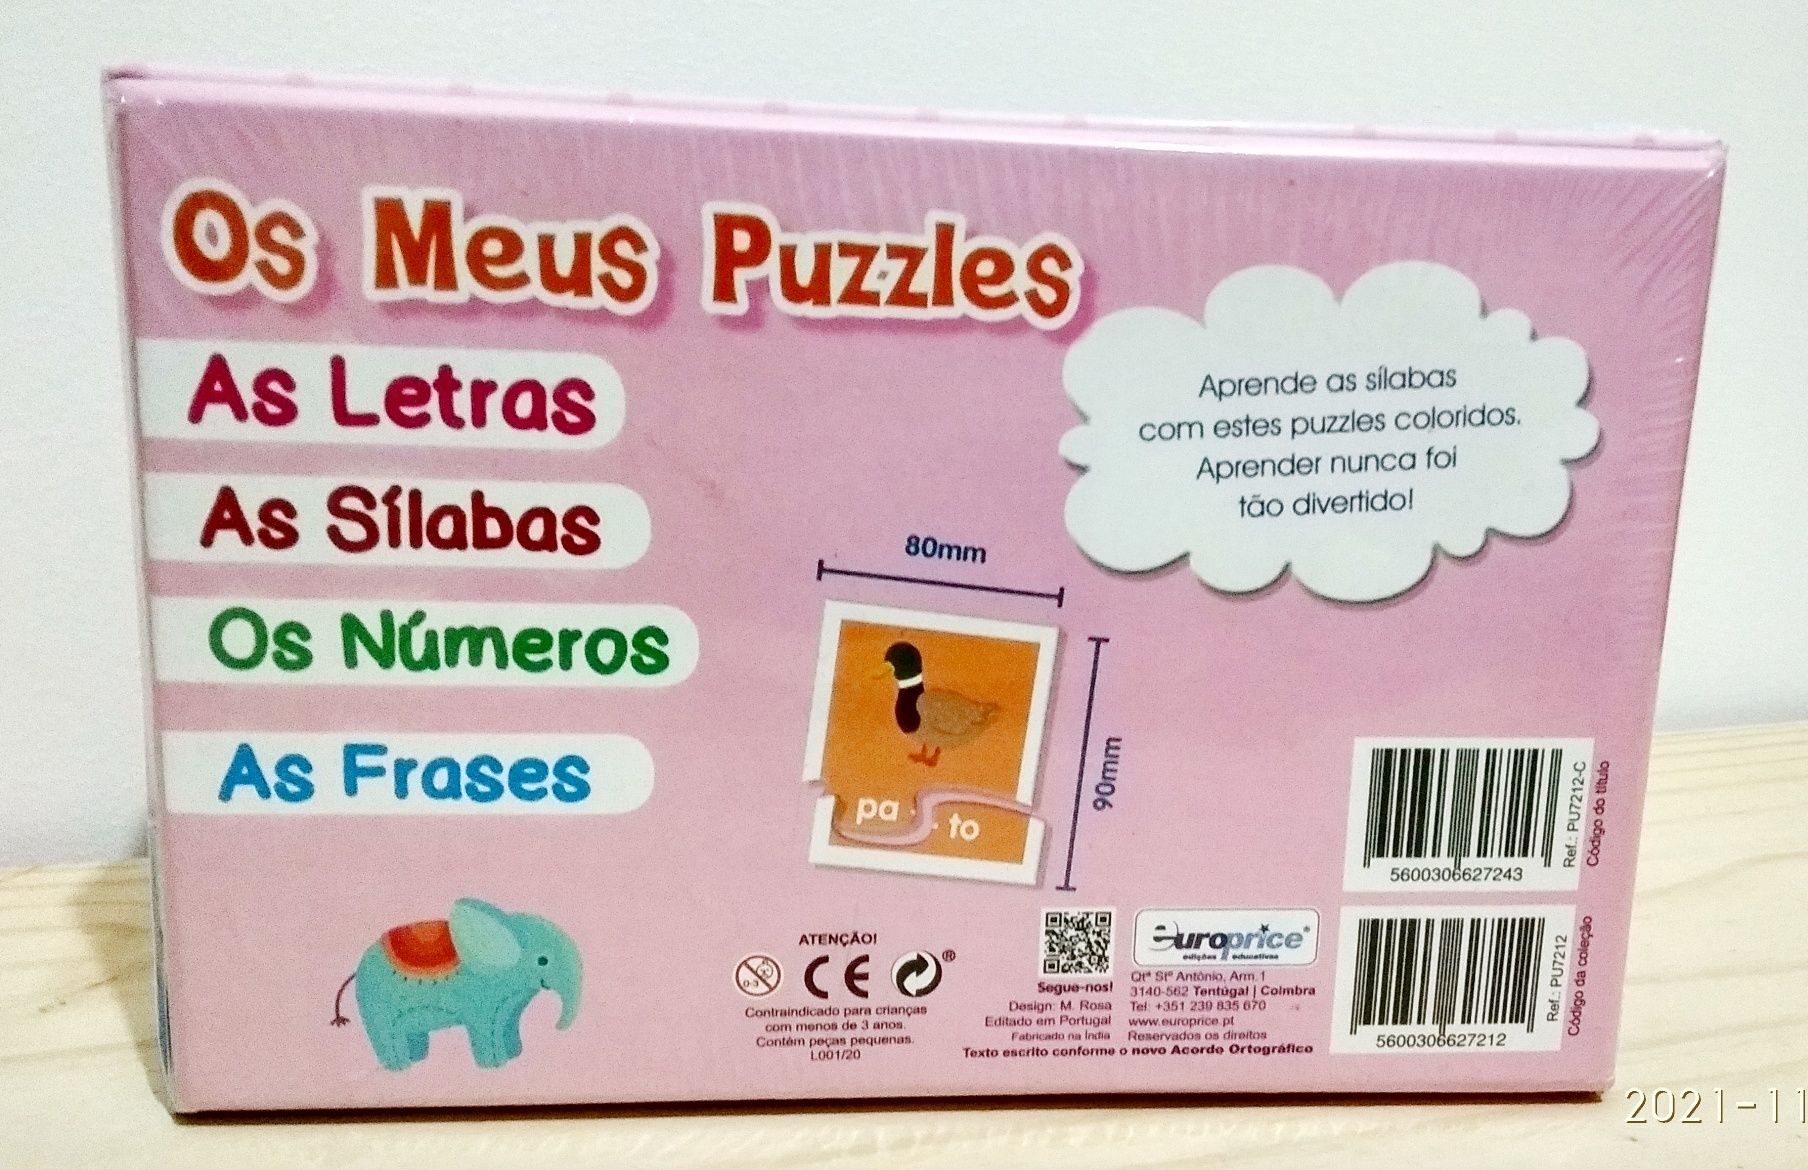 Os Meus Puzzles
As Letras
As Sílabas
Os Números
As Frases
Aprende as sílabas
com estes puzzles coloridos.
Aprender nunca foi
tão divertido!
80mm
90mm
pa . . to
ATENÇÃO!
0-3
CE
®
Contraindicado para crianças
com menos de 3 anos.
Contém peças pequenas.
L001/20
Segue-nos!
Design: M. Rosa
Editado em Portugal
Fabricado na Índia
europrice®
edições educativas
Qtª Stº António, Arm. 1
3140-562 Tentúgal | Coimbra
Tel: +351 239 835 670
www.europrice.pt
Reservados os direitos
Texto escrito conforme o novo Acordo Ortográfico
5600306627243
Ref.: PU7212-C
Código do título
5600306627212
Ref.: PU7212
Código da coleção
2021-11